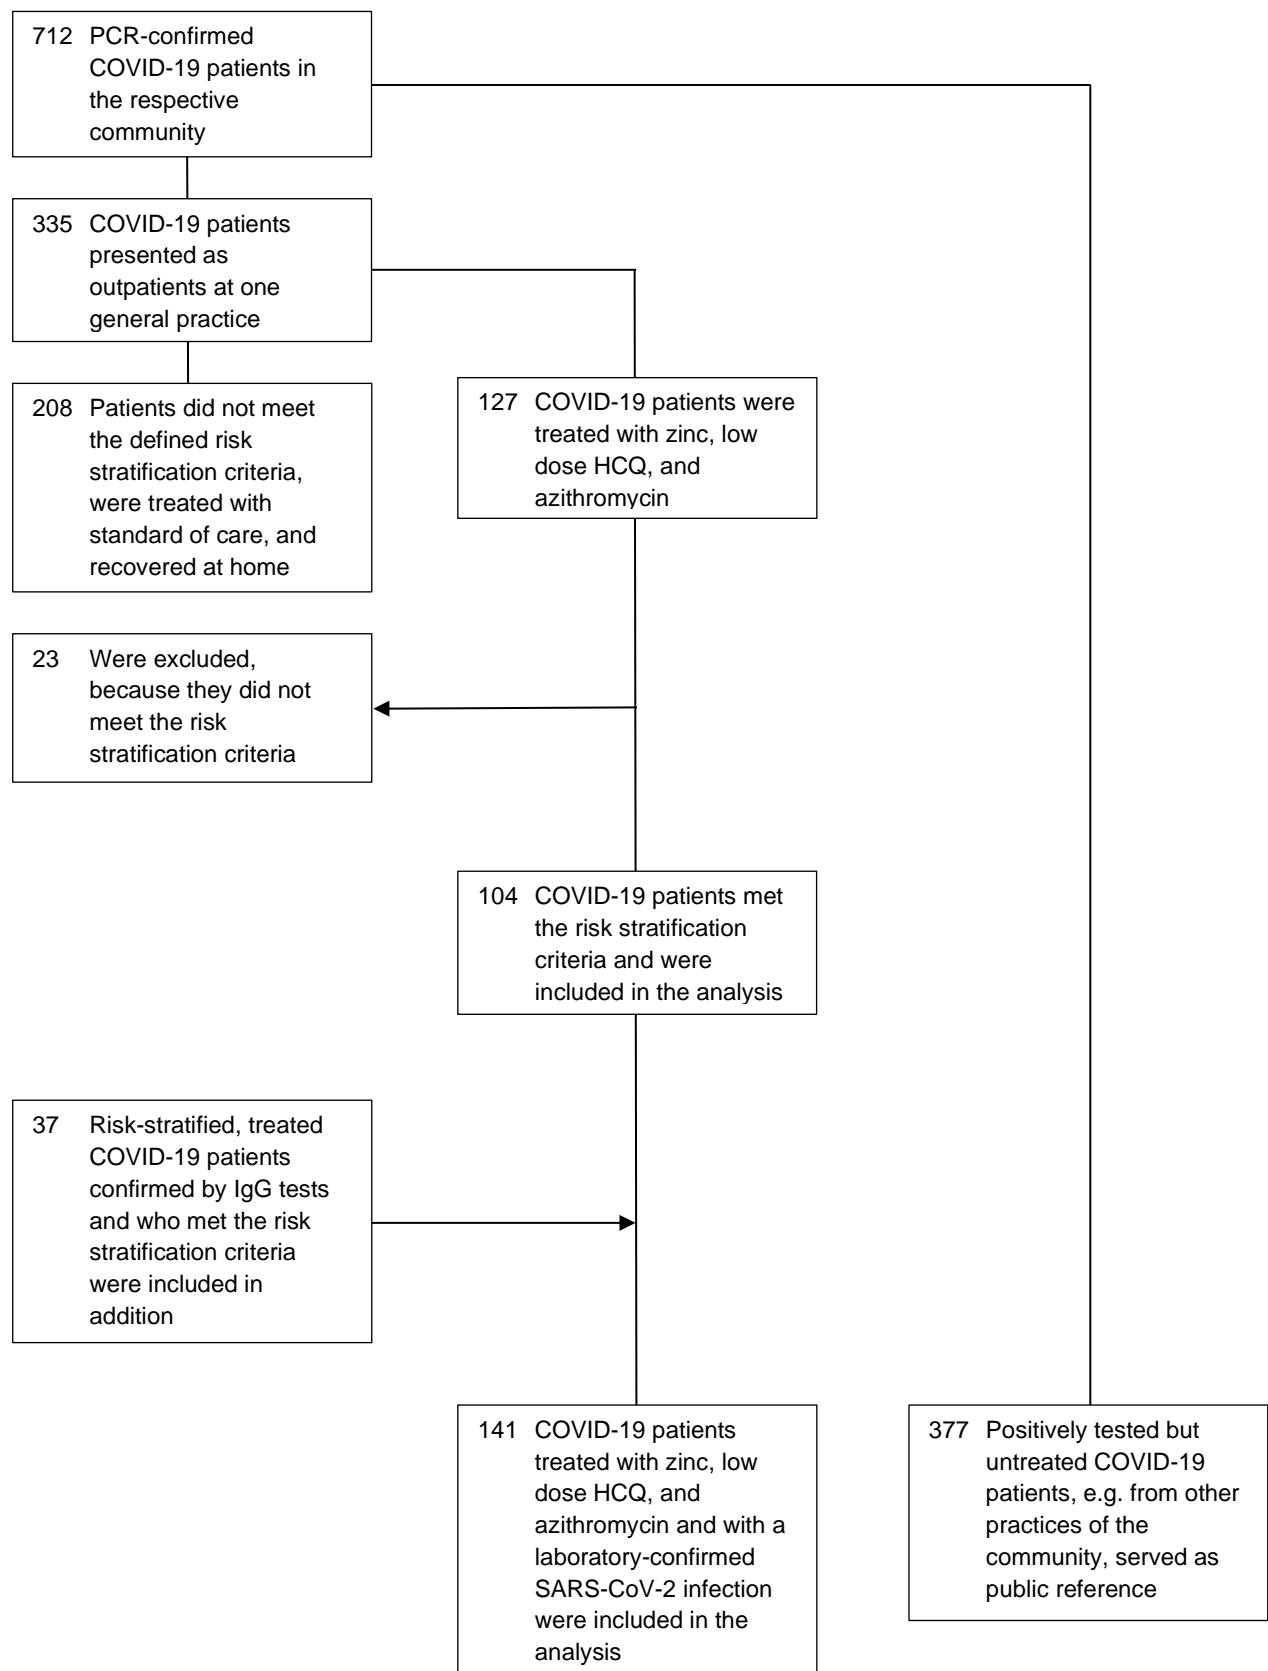 712 PCR-confirmed
COVID-19 patients in
the respective
community
335 COVID-19 patients
presented as
outpatients at one
general practice
208 Patients did not meet
the defined risk
stratification criteria,
were treated with
standard of care, and
recovered at home
127 COVID-19 patients were
treated with zinc, low
dose HCQ, and
azithromycin
23 Were excluded,
because they did not
meet the risk
stratification criteria
104 COVID-19 patients met
the risk stratification
criteria and were
included in the analysis
37 Risk-stratified, treated
COVID-19 patients
confirmed by IgG tests
and who met the risk
stratification criteria
were included in
addition
141 COVID-19 patients
treated with zinc, low
dose HCQ, and
azithromycin and with a
laboratory-confirmed
SARS-CoV-2 infection
were included in the
analysis
377 Positively tested but
untreated COVID-19
patients, e.g. from other
practices of the
community, served as
public reference